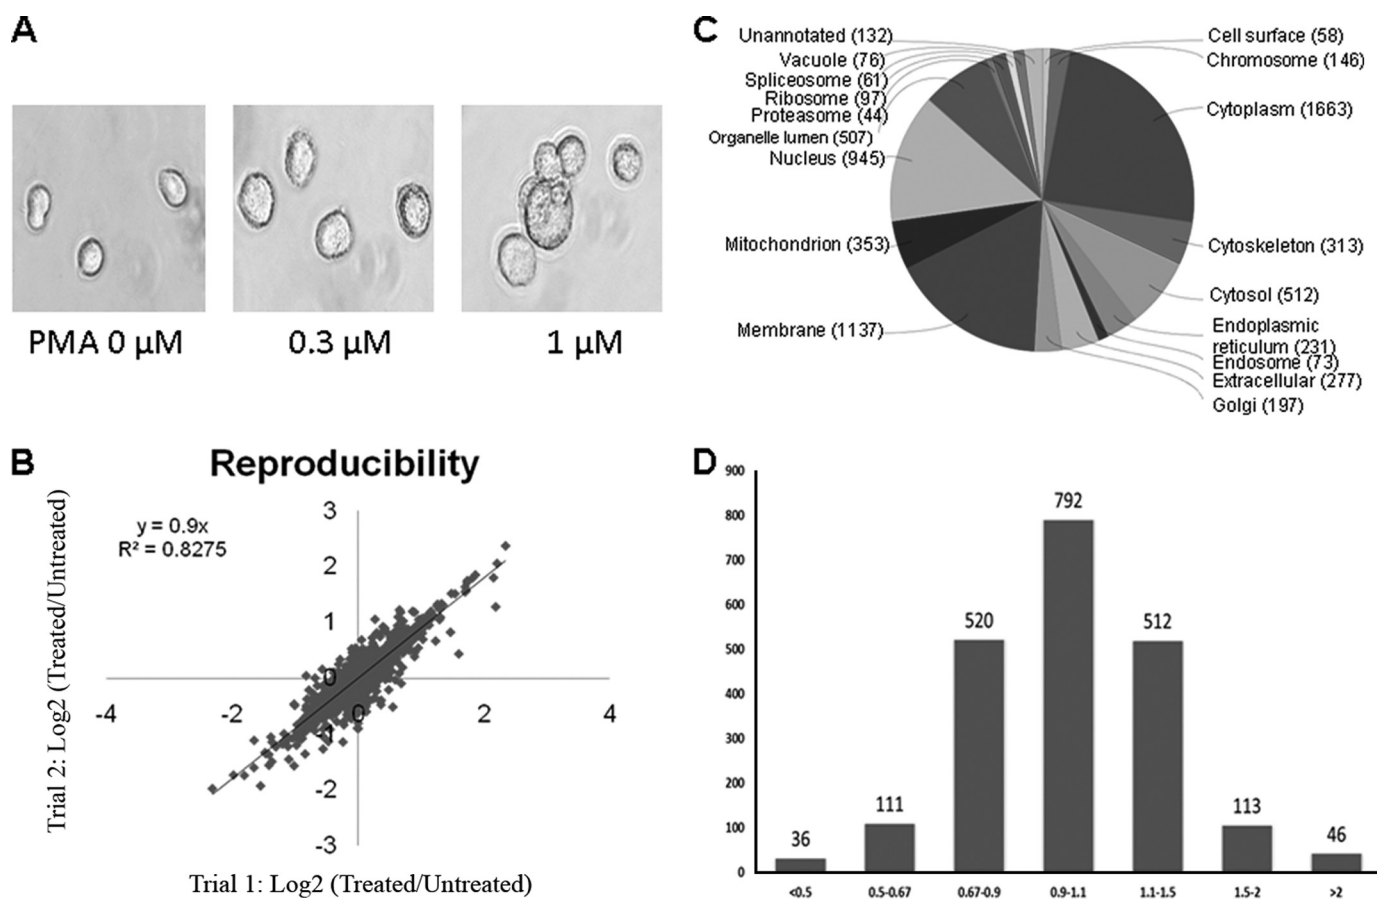 A
PMA 0 μM
0.3 μM
1 μM
C
Unannotated (132)
Vacuole (76)
Spliceosome (61)
Ribosome (97)
Proteasome (44)
Organelle lumen (507)
Nucleus (945)
Mitochondrion (353)
Membrane (1137)
Cell surface (58)
Chromosome (146)
Cytoplasm (1663)
Cytoskeleton (313)
Cytosol (512)
Endoplasmic
reticulum (231)
Endosome (73)
Extracellular (277)
Golgi (197)
B
Reproducibility
Trial 2: Log2 (Treated/Untreated)
y = 0.9x
R² = 0.8275
3
2
1
0
-1
-2
-3
-4
-2
0
2
4
Trial 1: Log2 (Treated/Untreated)
D
900
800
700
600
500
400
300
200
100
0
36
111
520
792
512
113
46
<0.5
0.5-0.67
0.67-0.9
0.9-1.1
1.1-1.5
1.5-2
>2